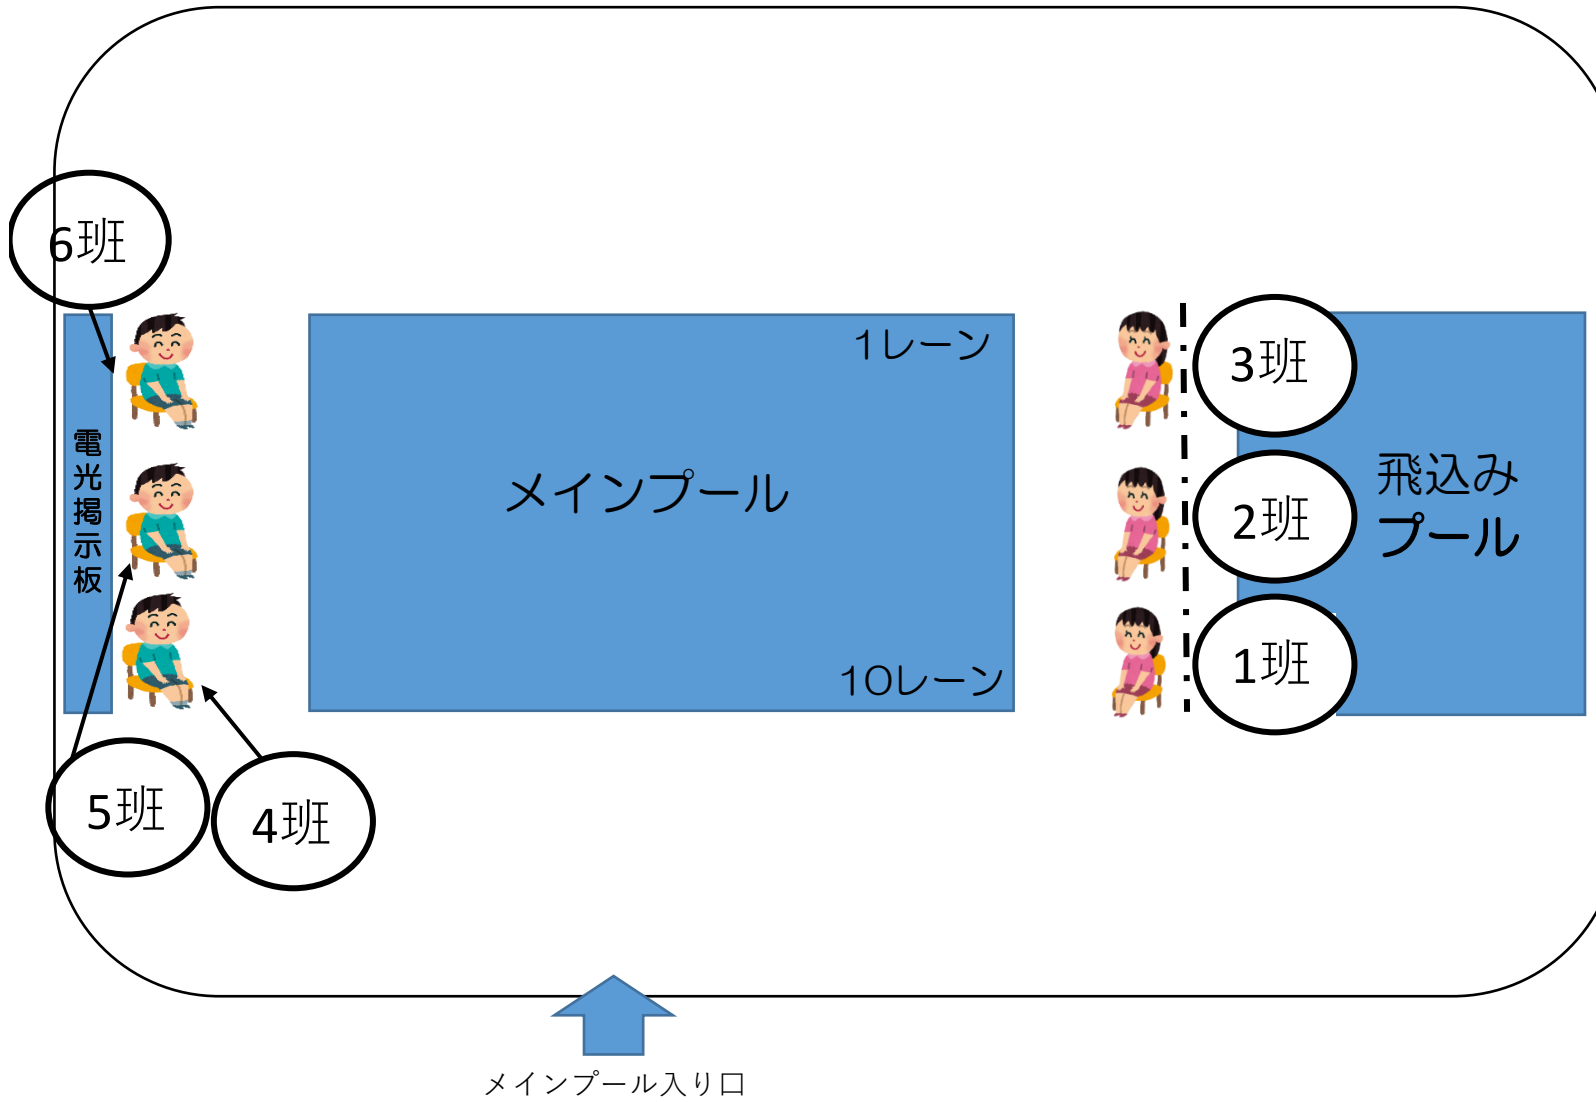 6班
1レーン
3班
電光掲示板
メインプール
飛込み
プール
2班
10レーン
1班
5班
4班
メインプール入り口